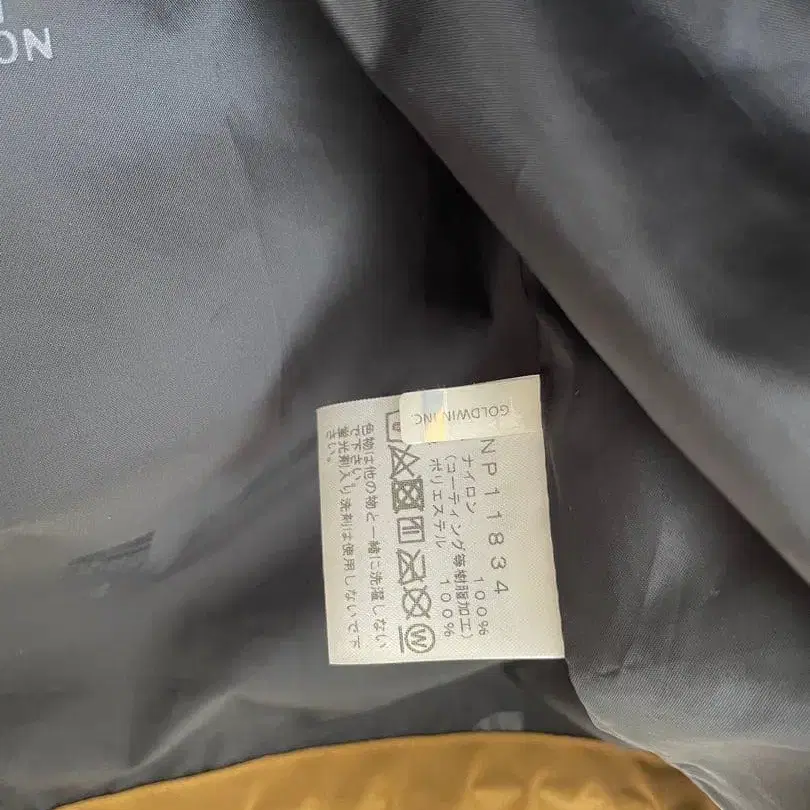 ON
GOLDWIN INC
NP11834
ナイロン 100%
(コーティング等樹脂加工)
ポリエステル 100%
W
色物は他の物と一緒に洗濯しない
で下さい。
蛍光剤入り洗剤は使用しないで下
さい。